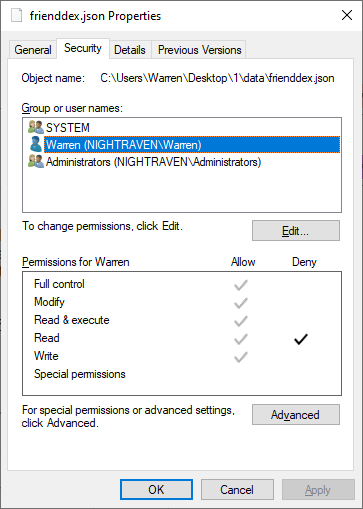 frienddex.json Properties
General Security Details Previous Versions
Object name: C:\Users\Warren\Desktop\1\data\frienddex.json
Group or user names:
SYSTEM
Warren (NIGHTRAVEN\Warren)
Administrators (NIGHTRAVEN\Administrators)
To change permissions, click Edit. Edit...
Permissions for Warren Allow Deny
Full control
Modify
Read & execute
Read
Write
Special permissions
For special permissions or advanced settings, Advanced
click Advanced.
OK Cancel Apply